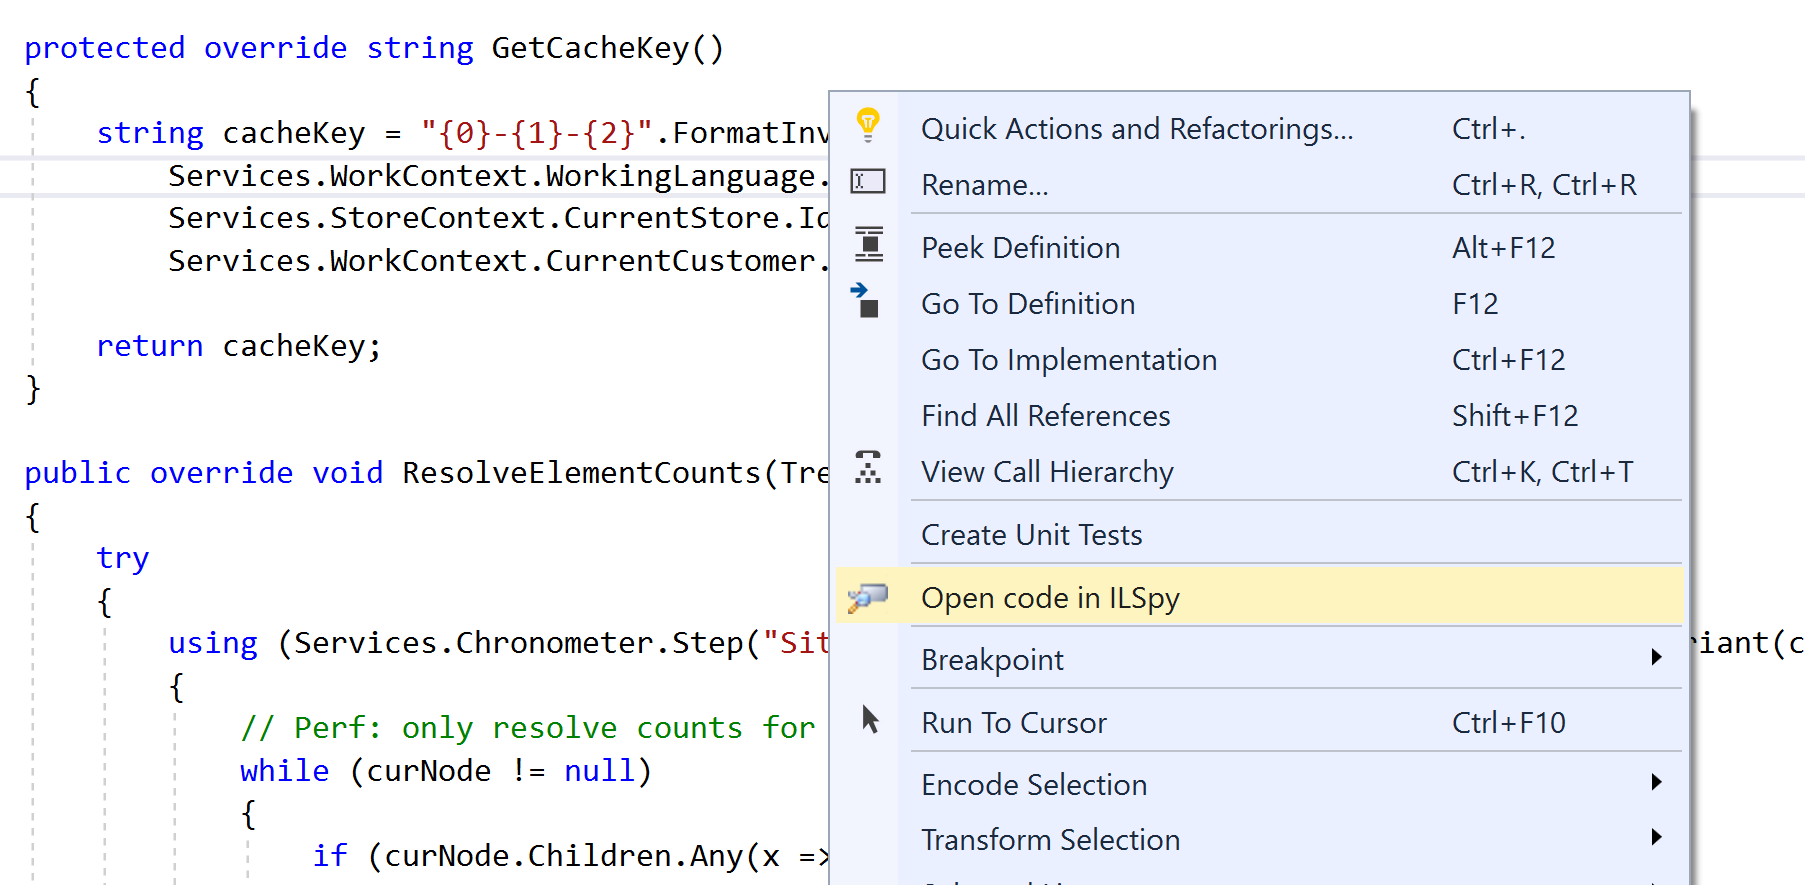 protected override string GetCacheKey()
{
string cacheKey = "{0}-{1}-{2}".FormatInv
Services.WorkContext.WorkingLanguage.
Services.StoreContext.CurrentStore.Id
Services.WorkContext.CurrentCustomer.
return cacheKey;
}
public override void ResolveElementCounts(Tre
{
try
{
using (Services.Chronometer.Step("Sit
riant(c
{
// Perf: only resolve counts for
while (curNode != null)
{
if (curNode.Children.Any(x =>
Quick Actions and Refactorings... Ctrl+.
Rename... Ctrl+R, Ctrl+R
Peek Definition Alt+F12
Go To Definition F12
Go To Implementation Ctrl+F12
Find All References Shift+F12
View Call Hierarchy Ctrl+K, Ctrl+T
Create Unit Tests
Open code in ILSpy
Breakpoint
Run To Cursor Ctrl+F10
Encode Selection
Transform Selection